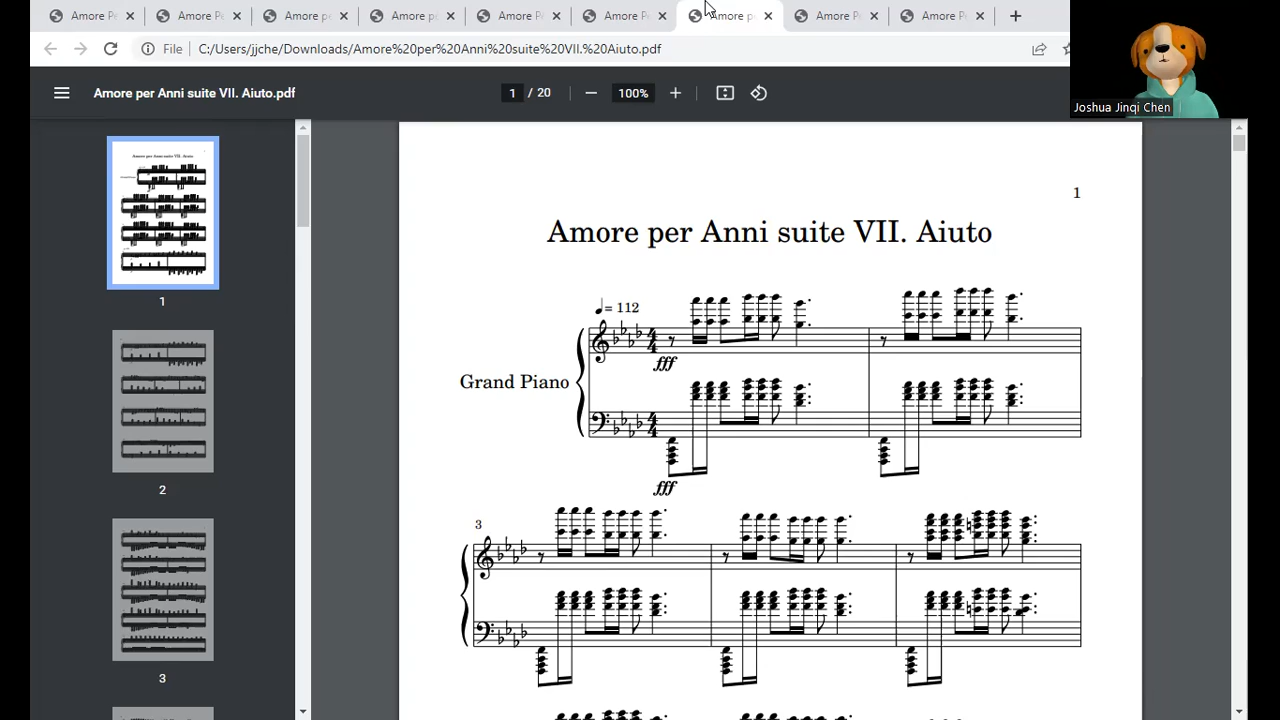 Amore Pe
Amore Pe
Amore pe
Amore pe
Amore Pe
Amore Pe
Amore p
Amore Pe
Amore Pe
File
C:/Users/jjche/Downloads/Amore%20per%20Anni%20suite%20VII.%20Aiuto.pdf
Amore per Anni suite VII. Aiuto.pdf
1 / 20
100%
Joshua Jinqi Chen
1
2
3
1
Amore per Anni suite VII. Aiuto
= 112
Grand Piano
fff
fff
3